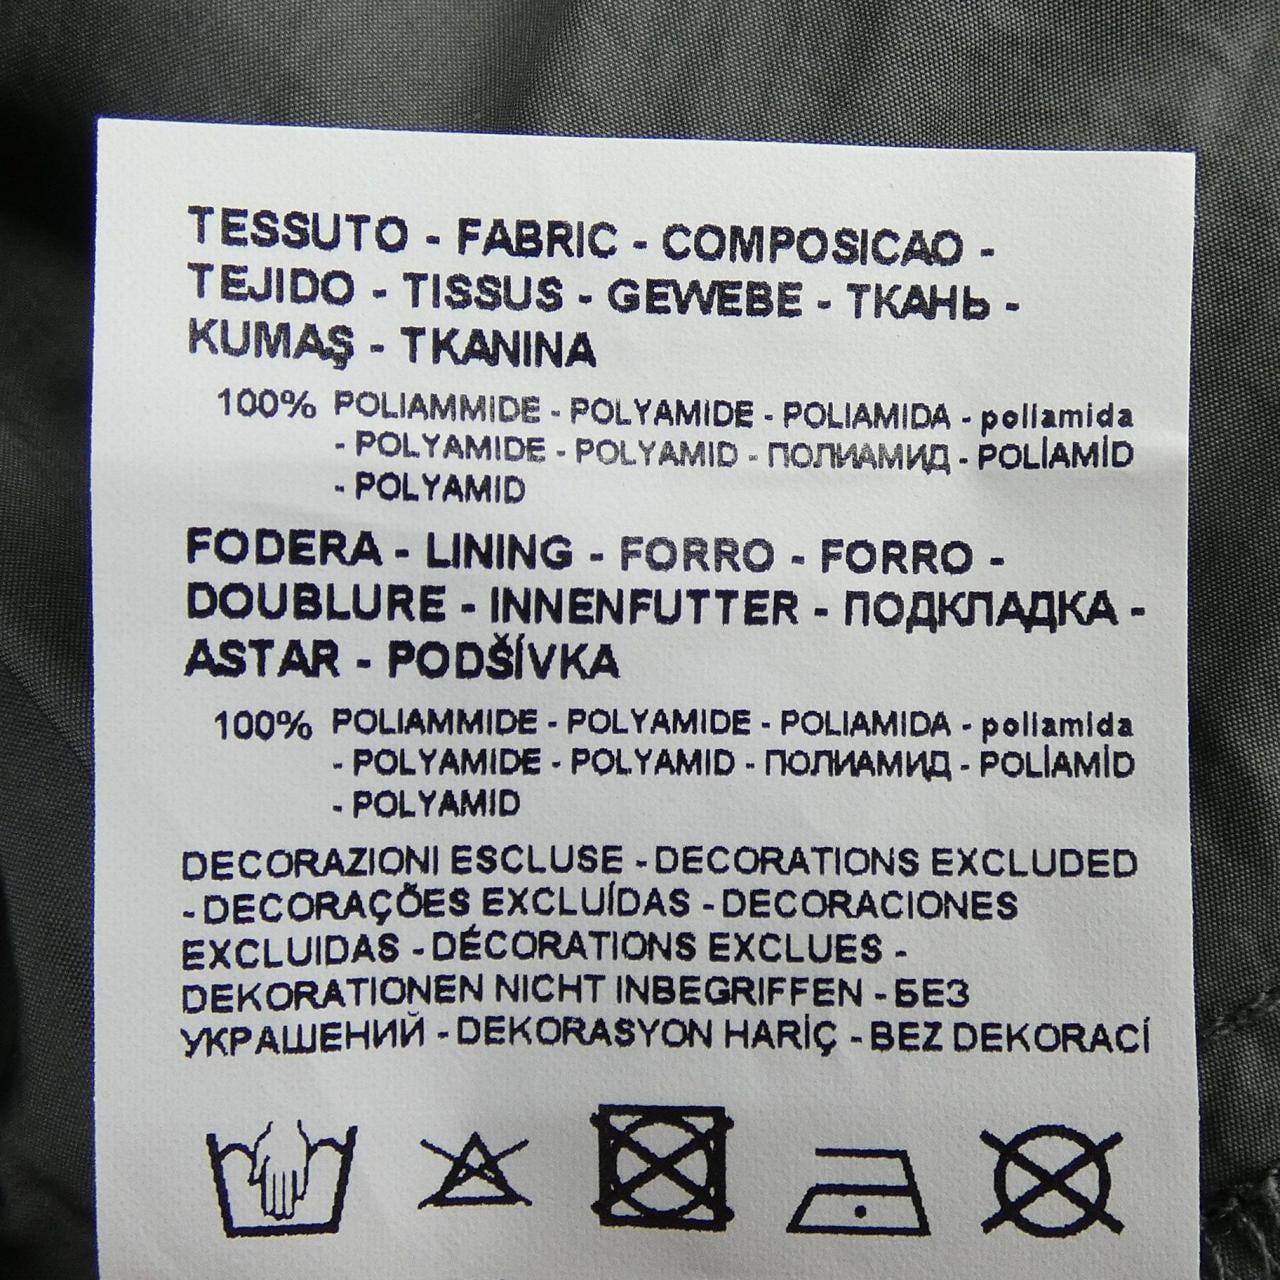 TESSUTO - FABRIC - COMPOSICAO -
TEJIDO - TISSUS - GEWEBE - ТКАНЬ -
KUMAŞ - TKANINA
100% POLIAMMIDE - POLYAMIDE - POLIAMIDA - poliamida
- POLYAMIDE - POLYAMID - ПОЛИАМИД - POLİAMİD
- POLYAMID
FODERA - LINING - FORRO - FORRO -
DOUBLURE - INNENFUTTER - ПОДКЛАДКА -
ASTAR - PODŠÍVKA
100% POLIAMMIDE - POLYAMIDE - POLIAMIDA - poliamida
- POLYAMIDE - POLYAMID - ПОЛИАМИД - POLİAMİD
- POLYAMID
DECORAZIONI ESCLUSE - DECORATIONS EXCLUDED
- DECORAÇÕES EXCLUÍDAS - DECORACIONES
EXCLUIDAS - DÉCORATIONS EXCLUES -
DEKORATIONEN NICHT INBEGRIFFEN - БЕЗ
УКРАШЕНИЙ - DEKORASYON HARİÇ - BEZ DEKORACÍ